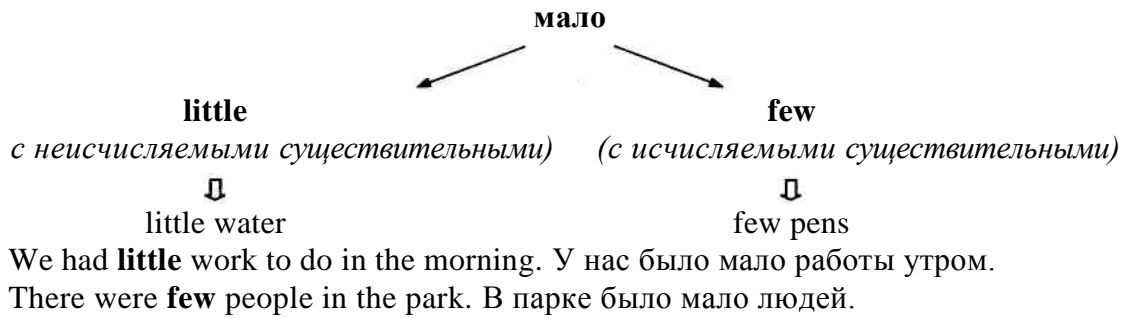 мало
little few
с неисчисляемыми существительными) (с исчисляемыми существительными)
little water few pens
We had little work to do in the morning. У нас было мало работы утром.
There were few people in the park. В парке было мало людей.